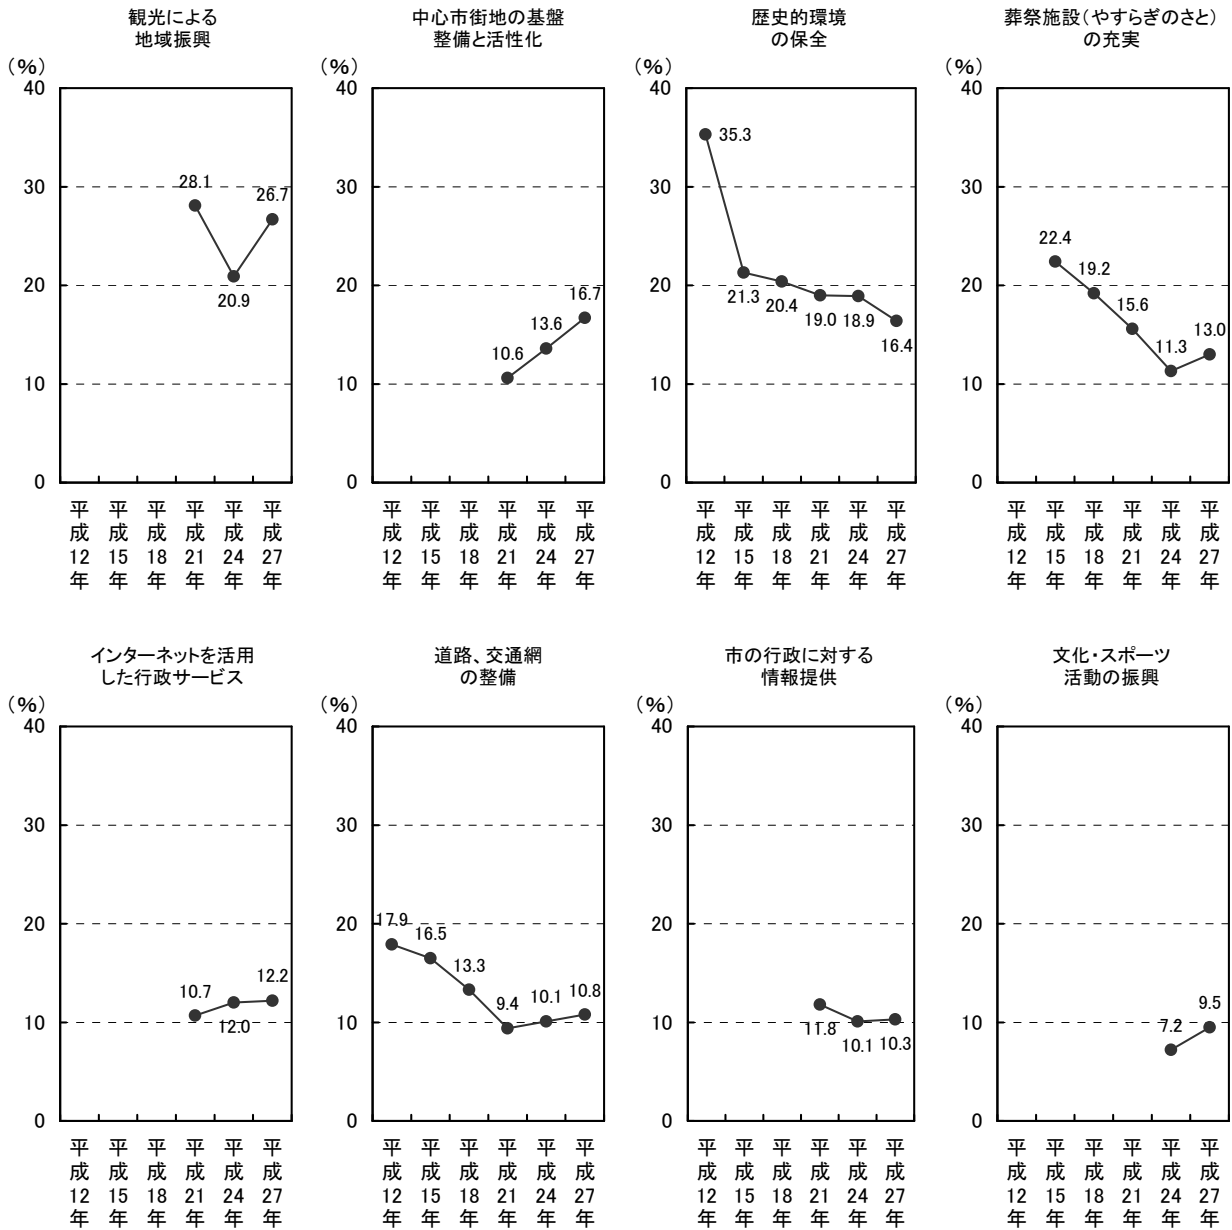 観光による
地域振興
(%)
40
30
20
10
0
28.1
20.9
26.7
平成12年
平成15年
平成18年
平成21年
平成24年
平成27年
中心市街地の基盤
整備と活性化
(%)
40
30
20
10
0
10.6
13.6
16.7
平成12年
平成15年
平成18年
平成21年
平成24年
平成27年
歴史的環境
の保全
(%)
40
30
20
10
0
35.3
21.3
20.4
19.0
18.9
16.4
平成12年
平成15年
平成18年
平成21年
平成24年
平成27年
葬祭施設(やすらぎのさと)
の充実
(%)
40
30
20
10
0
22.4
19.2
15.6
11.3
13.0
平成12年
平成15年
平成18年
平成21年
平成24年
平成27年
インターネットを活用
した行政サービス
(%)
40
30
20
10
0
10.7
12.0
12.2
平成12年
平成15年
平成18年
平成21年
平成24年
平成27年
道路、交通網
の整備
(%)
40
30
20
10
0
17.9
16.5
13.3
9.4
10.1
10.8
平成12年
平成15年
平成18年
平成21年
平成24年
平成27年
市の行政に対する
情報提供
(%)
40
30
20
10
0
11.8
10.1
10.3
平成12年
平成15年
平成18年
平成21年
平成24年
平成27年
文化・スポーツ
活動の振興
(%)
40
30
20
10
0
7.2
9.5
平成12年
平成15年
平成18年
平成21年
平成24年
平成27年